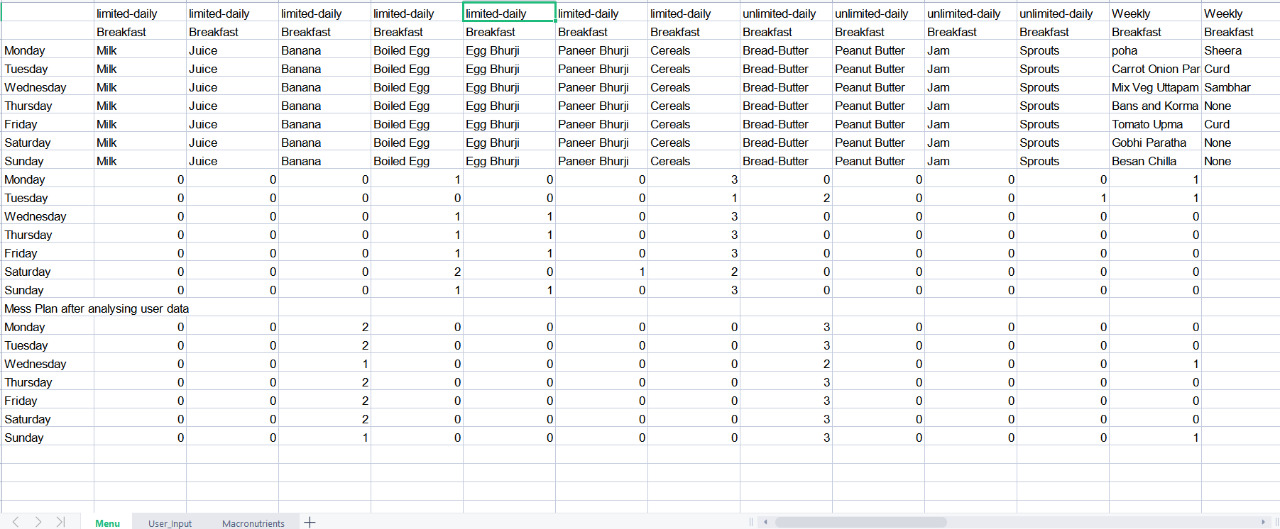 limited-daily limited-daily limited-daily limited-daily limited-daily limited-daily limited-daily unlimited-daily unlimited-daily unlimited-daily unlimited-daily Weekly Weekly
Breakfast Breakfast Breakfast Breakfast Breakfast Breakfast Breakfast Breakfast Breakfast Breakfast Breakfast Breakfast Breakfast
Monday Milk Juice Banana Boiled Egg Egg Bhurji Paneer Bhurji Cereals Bread-Butter Peanut Butter Jam Sprouts poha Sheera
Tuesday Milk Juice Banana Boiled Egg Egg Bhurji Paneer Bhurji Cereals Bread-Butter Peanut Butter Jam Sprouts Carrot Onion Par Curd
Wednesday Milk Juice Banana Boiled Egg Egg Bhurji Paneer Bhurji Cereals Bread-Butter Peanut Butter Jam Sprouts Mix Veg Uttapam Sambhar
Thursday Milk Juice Banana Boiled Egg Egg Bhurji Paneer Bhurji Cereals Bread-Butter Peanut Butter Jam Sprouts Bans and Korma None
Friday Milk Juice Banana Boiled Egg Egg Bhurji Paneer Bhurji Cereals Bread-Butter Peanut Butter Jam Sprouts Tomato Upma Curd
Saturday Milk Juice Banana Boiled Egg Egg Bhurji Paneer Bhurji Cereals Bread-Butter Peanut Butter Jam Sprouts Gobhi Paratha None
Sunday Milk Juice Banana Boiled Egg Egg Bhurji Paneer Bhurji Cereals Bread-Butter Peanut Butter Jam Sprouts Besan Chilla None
Monday 0 0 0 1 0 0 3 0 0 0 0 1
Tuesday 0 0 0 0 0 0 1 2 0 0 1 1
Wednesday 0 0 0 1 1 0 3 0 0 0 0 0
Thursday 0 0 0 1 1 0 3 0 0 0 0 0
Friday 0 0 0 1 1 0 3 0 0 0 0 0
Saturday 0 0 0 2 0 1 2 0 0 0 0 0
Sunday 0 0 0 1 1 0 3 0 0 0 0 0
Mess Plan after analysing user data
Monday 0 0 2 0 0 0 0 3 0 0 0 0
Tuesday 0 0 2 0 0 0 0 3 0 0 0 0
Wednesday 0 0 1 0 0 0 0 2 0 0 0 1
Thursday 0 0 2 0 0 0 0 3 0 0 0 0
Friday 0 0 2 0 0 0 0 3 0 0 0 0
Saturday 0 0 2 0 0 0 0 3 0 0 0 0
Sunday 0 0 1 0 0 0 0 3 0 0 0 1
Menu User_Input Macronutrients